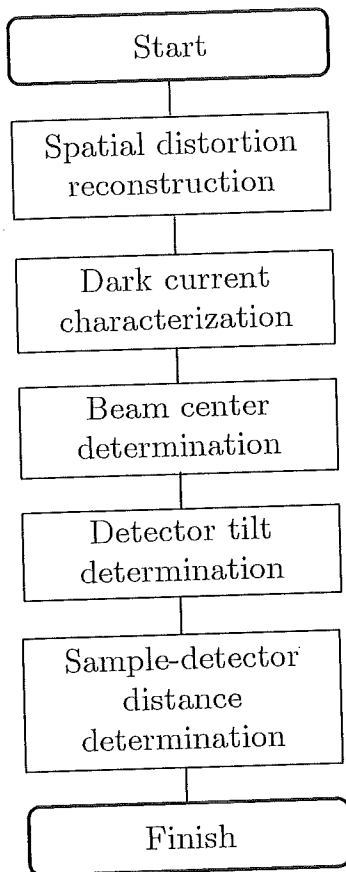 Start
Spatial distortion
reconstruction
Dark current
characterization
Beam center
determination
Detector tilt
determination
Sample-detector
distance
determination
Finish